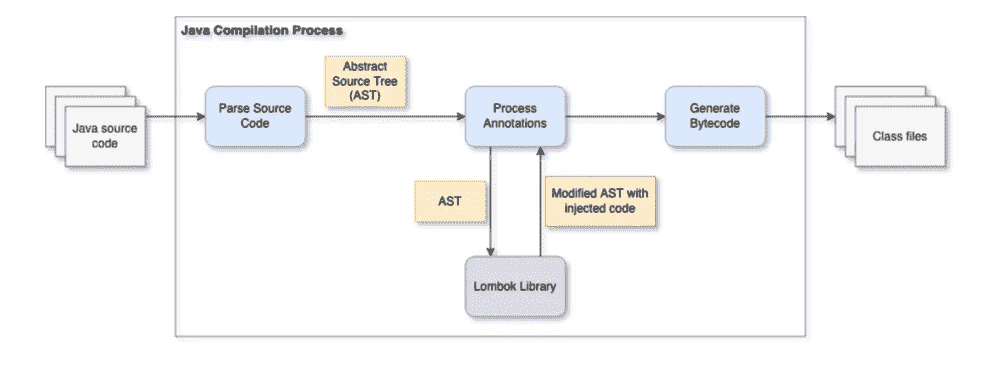 Java Compilation Process
Abstract
Source Tree
(AST)
Java source
code
Parse Source
Code
Process
Annotations
Generate
Bytecode
Class files
AST
Modified AST with
injected code
Lombok Library